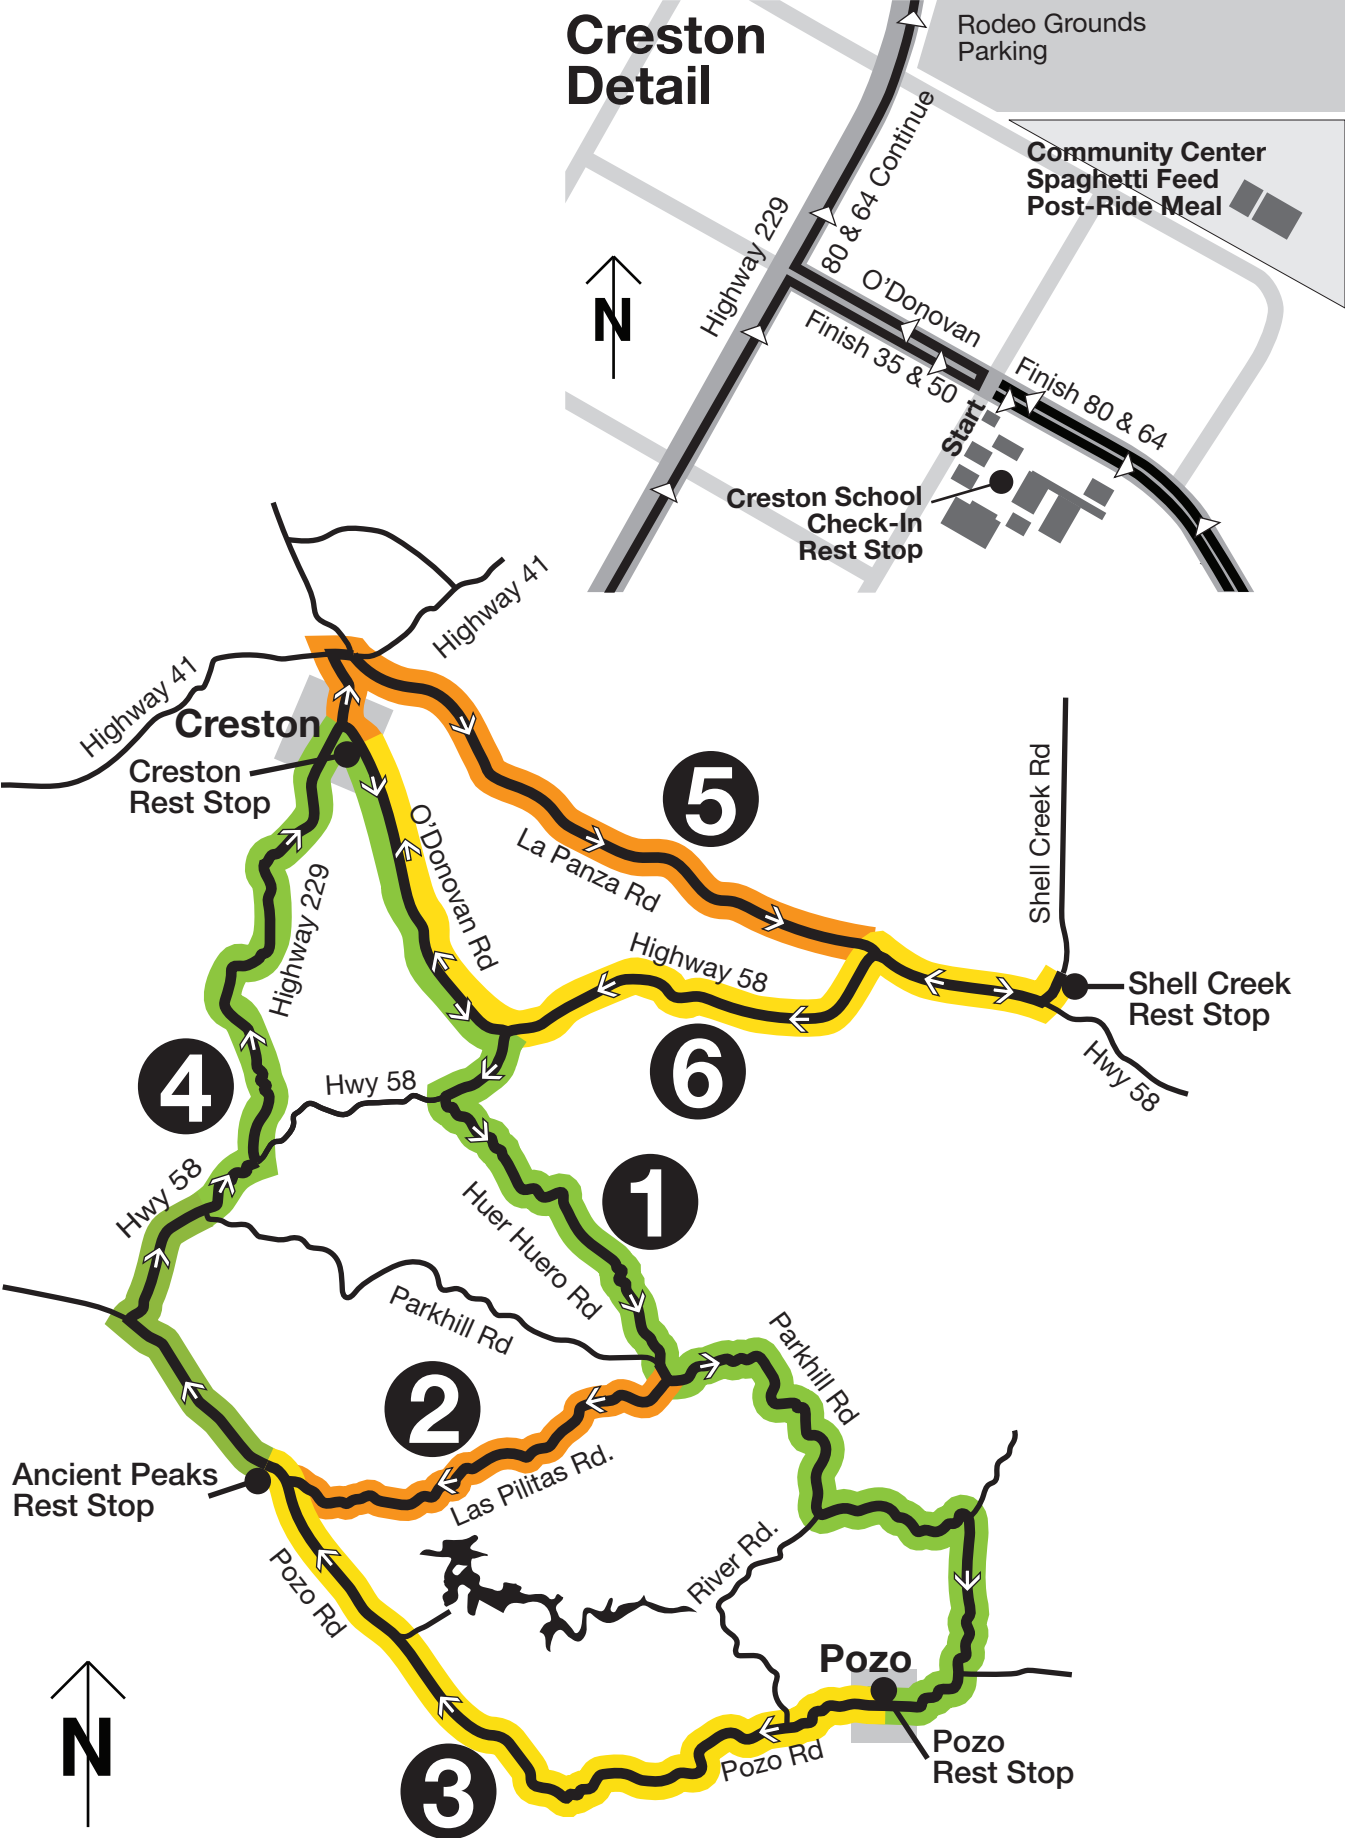 Creston
Detail
Rodeo Grounds
Parking
Community Center
Spaghetti Feed
Post-Ride Meal
80 & 64 Continue
Highway 229
O'Donovan
Finish 35 & 50
Finish 80 & 64
N
Start
Creston School
Check-In
Rest Stop
Highway 41
Highway 41
Creston
Creston
Rest Stop
5
La Panza Rd
O'Donovan Rd
Shell Creek Rd
Highway 229
Highway 58
Shell Creek
Rest Stop
Hwy 58
4
6
Hwy 58
Hwy 58
1
Huer Huero Rd
Parkhill Rd
Parkhill Rd
2
Las Pilitas Rd.
Ancient Peaks
Rest Stop
River Rd.
Pozo Rd
Pozo
N
Pozo Rd
Pozo
Rest Stop
3